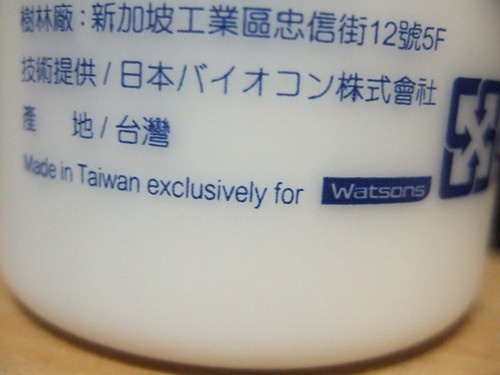 樹林廠：新加坡工業區忠信街12號5F
技術提供 / 日本バイオコン株式會社
產　地 / 台灣
Made in Taiwan exclusively for Watsons